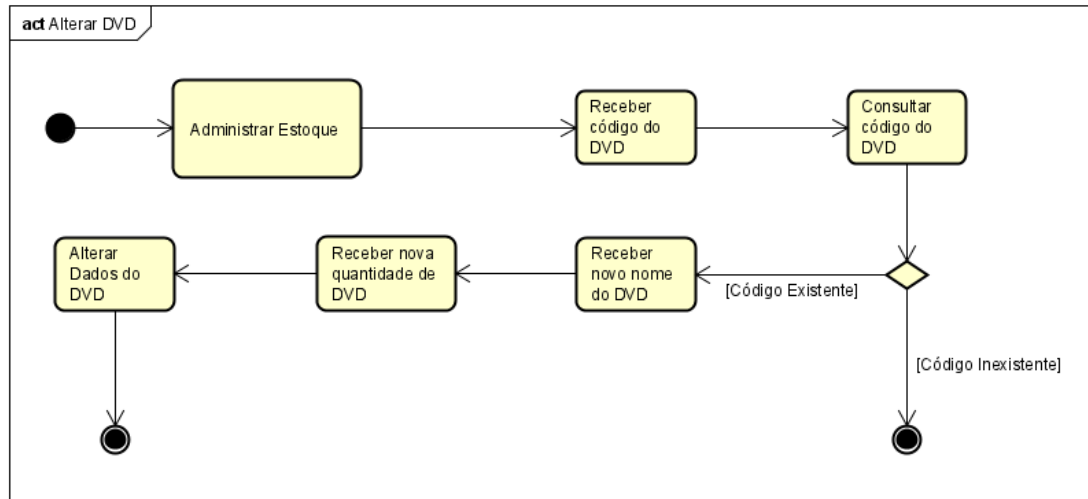 act Alterar DVD
Administrar Estoque
Receber
código do
DVD
Consultar
código do
DVD
Alterar
Dados do
DVD
Receber nova
quantidade de
DVD
Receber
novo nome
do DVD
[Código Existente]
[Código Inexistente]